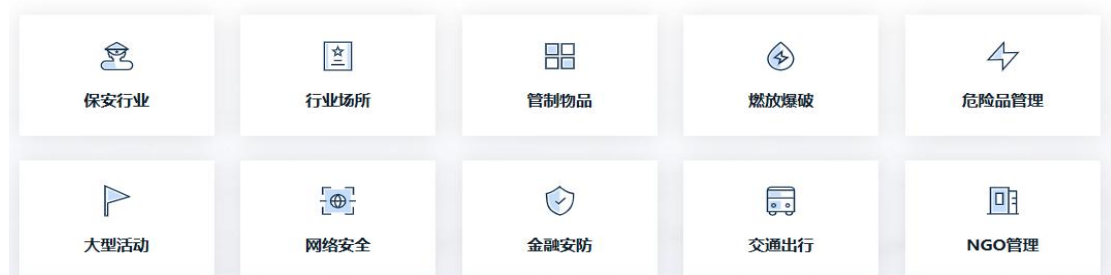 保安行业
行业场所
管制物品
燃放爆破
危险品管理
大型活动
网络安全
金融安防
交通出行
NGO管理